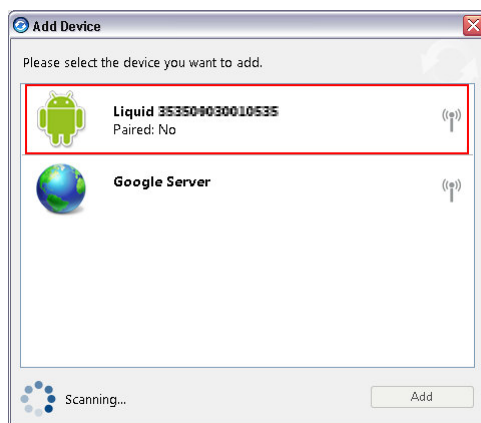 Add Device
Please select the device you want to add.
Liquid
Paired: No
Google Server
Scanning...
Add